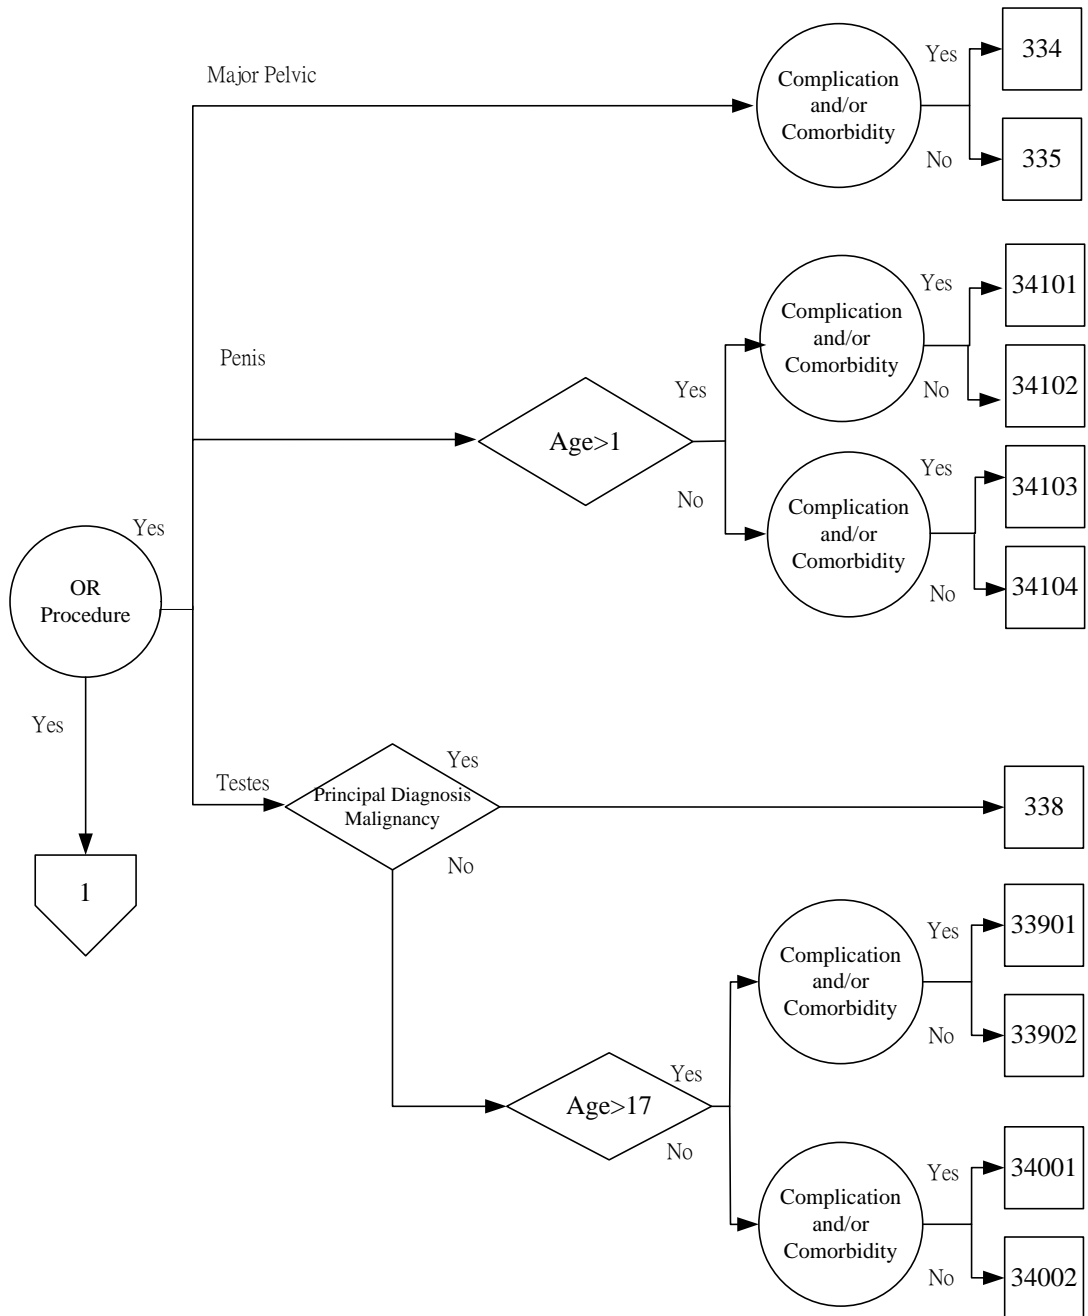 Major Pelvic
Complication
and/or
Comorbidity
Yes
334
No
335
Penis
Age>1
Yes
Complication
and/or
Comorbidity
Yes
34101
No
34102
No
Complication
and/or
Comorbidity
Yes
34103
No
34104
OR
Procedure
Yes
Yes
1
Testes
Principal Diagnosis
Malignancy
Yes
338
No
Age>17
Yes
Complication
and/or
Comorbidity
Yes
33901
No
33902
No
Complication
and/or
Comorbidity
Yes
34001
No
34002